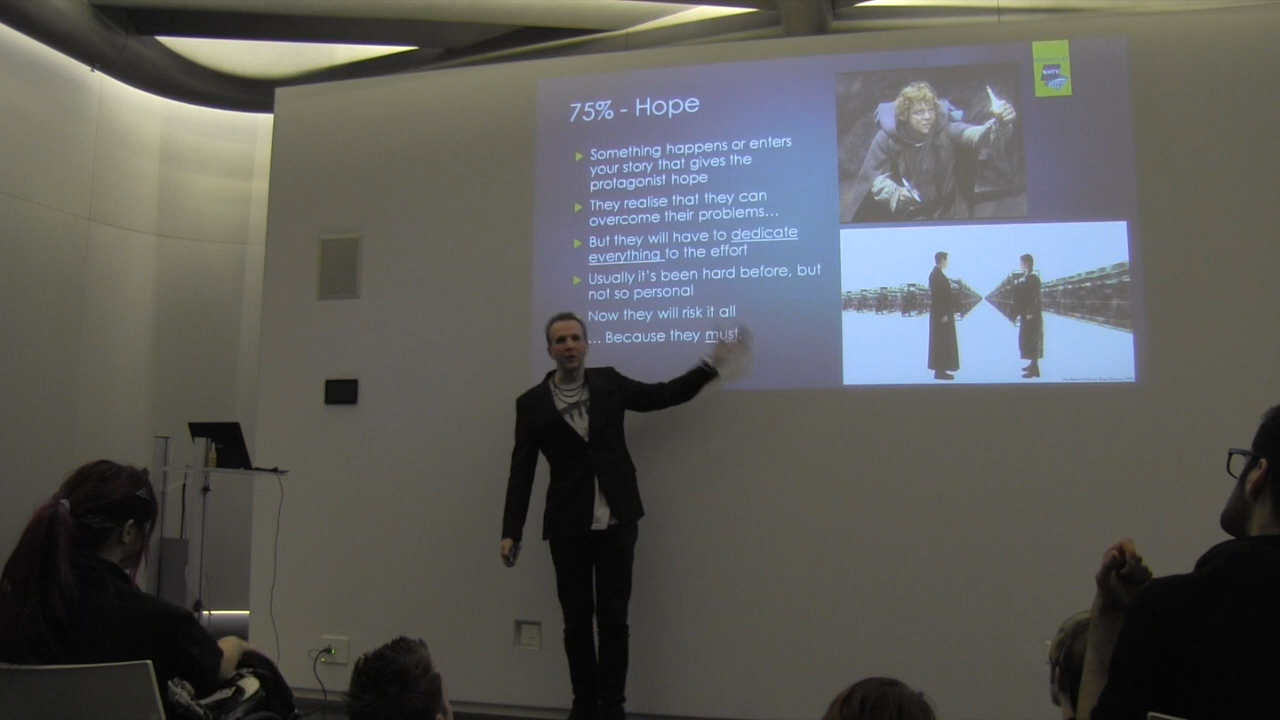 75% - Hope
Something happens or enters
your story that gives the
protagonist hope
They realise that they can
overcome their problems…
But they will have to dedicate
everything to the effort
Usually it's been hard before, but
not so personal
Now they will risk it all
… Because they must.
NHTV